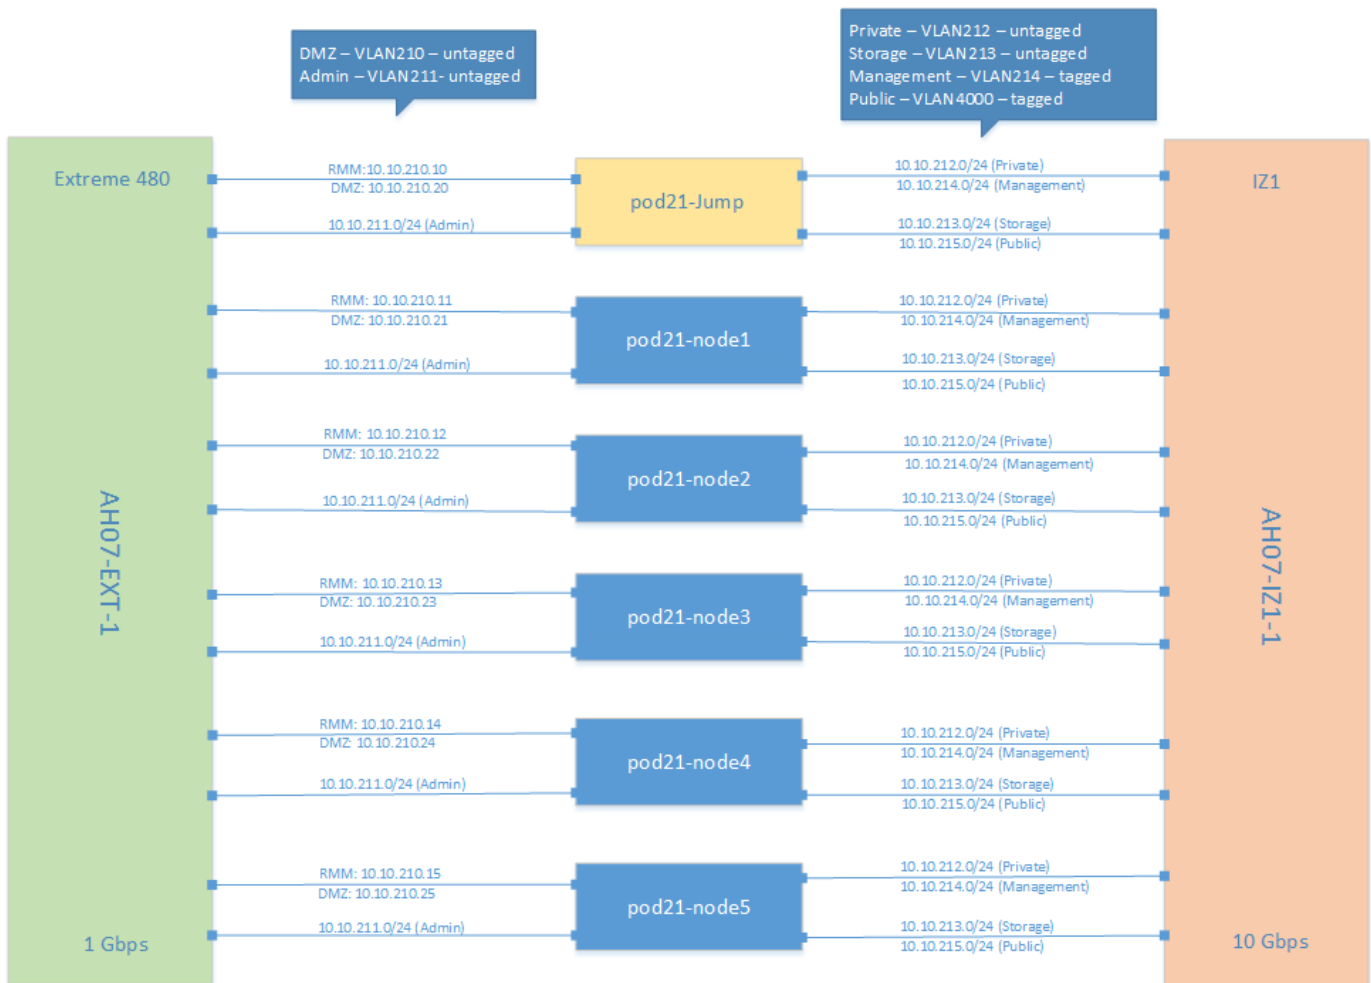 DMZ – VLAN210 – untagged
Admin – VLAN211- untagged
Private – VLAN212 – untagged
Storage – VLAN213 – untagged
Management – VLAN214 – tagged
Public – VLAN4000 – tagged
Extreme 480
AH07-EXT-1
1 Gbps
RMM:10.10.210.10
DMZ: 10.10.210.20
10.10.211.0/24 (Admin)
pod21-Jump
10.10.212.0/24 (Private)
10.10.214.0/24 (Management)
10.10.213.0/24 (Storage)
10.10.215.0/24 (Public)
RMM: 10.10.210.11
DMZ: 10.10.210.21
10.10.211.0/24 (Admin)
pod21-node1
10.10.212.0/24 (Private)
10.10.214.0/24 (Management)
10.10.213.0/24 (Storage)
10.10.215.0/24 (Public)
RMM: 10.10.210.12
DMZ: 10.10.210.22
10.10.211.0/24 (Admin)
pod21-node2
10.10.212.0/24 (Private)
10.10.214.0/24 (Management)
10.10.213.0/24 (Storage)
10.10.215.0/24 (Public)
RMM: 10.10.210.13
DMZ: 10.10.210.23
10.10.211.0/24 (Admin)
pod21-node3
10.10.212.0/24 (Private)
10.10.214.0/24 (Management)
10.10.213.0/24 (Storage)
10.10.215.0/24 (Public)
RMM: 10.10.210.14
DMZ: 10.10.210.24
10.10.211.0/24 (Admin)
pod21-node4
10.10.212.0/24 (Private)
10.10.214.0/24 (Management)
10.10.213.0/24 (Storage)
10.10.215.0/24 (Public)
RMM: 10.10.210.15
DMZ: 10.10.210.25
10.10.211.0/24 (Admin)
pod21-node5
10.10.212.0/24 (Private)
10.10.214.0/24 (Management)
10.10.213.0/24 (Storage)
10.10.215.0/24 (Public)
IZ1
AH07-IZ1-1
10 Gbps